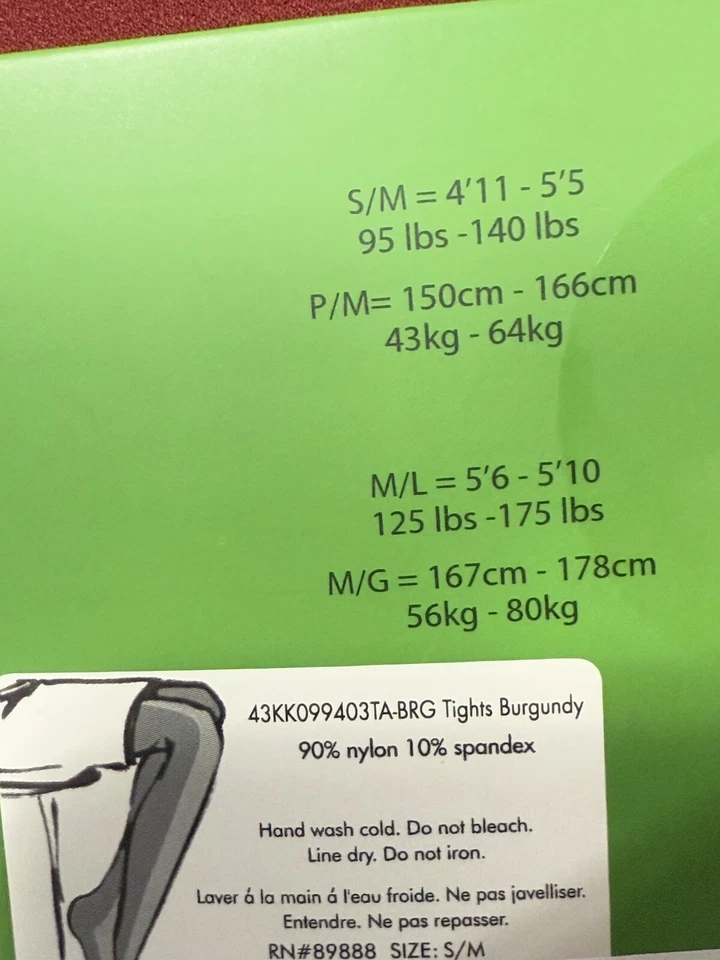 S/M = 4'11 - 5'5
95 lbs -140 lbs
P/M= 150cm - 166cm
43kg - 64kg
M/L = 5'6 - 5'10
125 lbs -175 lbs
M/G = 167cm - 178cm
56kg - 80kg
43KK099403TA-BRG Tights Burgundy
90% nylon 10% spandex
Hand wash cold. Do not bleach.
Line dry. Do not iron.
Laver á la main á l'eau froide. Ne pas javelliser.
Entendre. Ne pas repasser.
RN#89888 SIZE: S/M